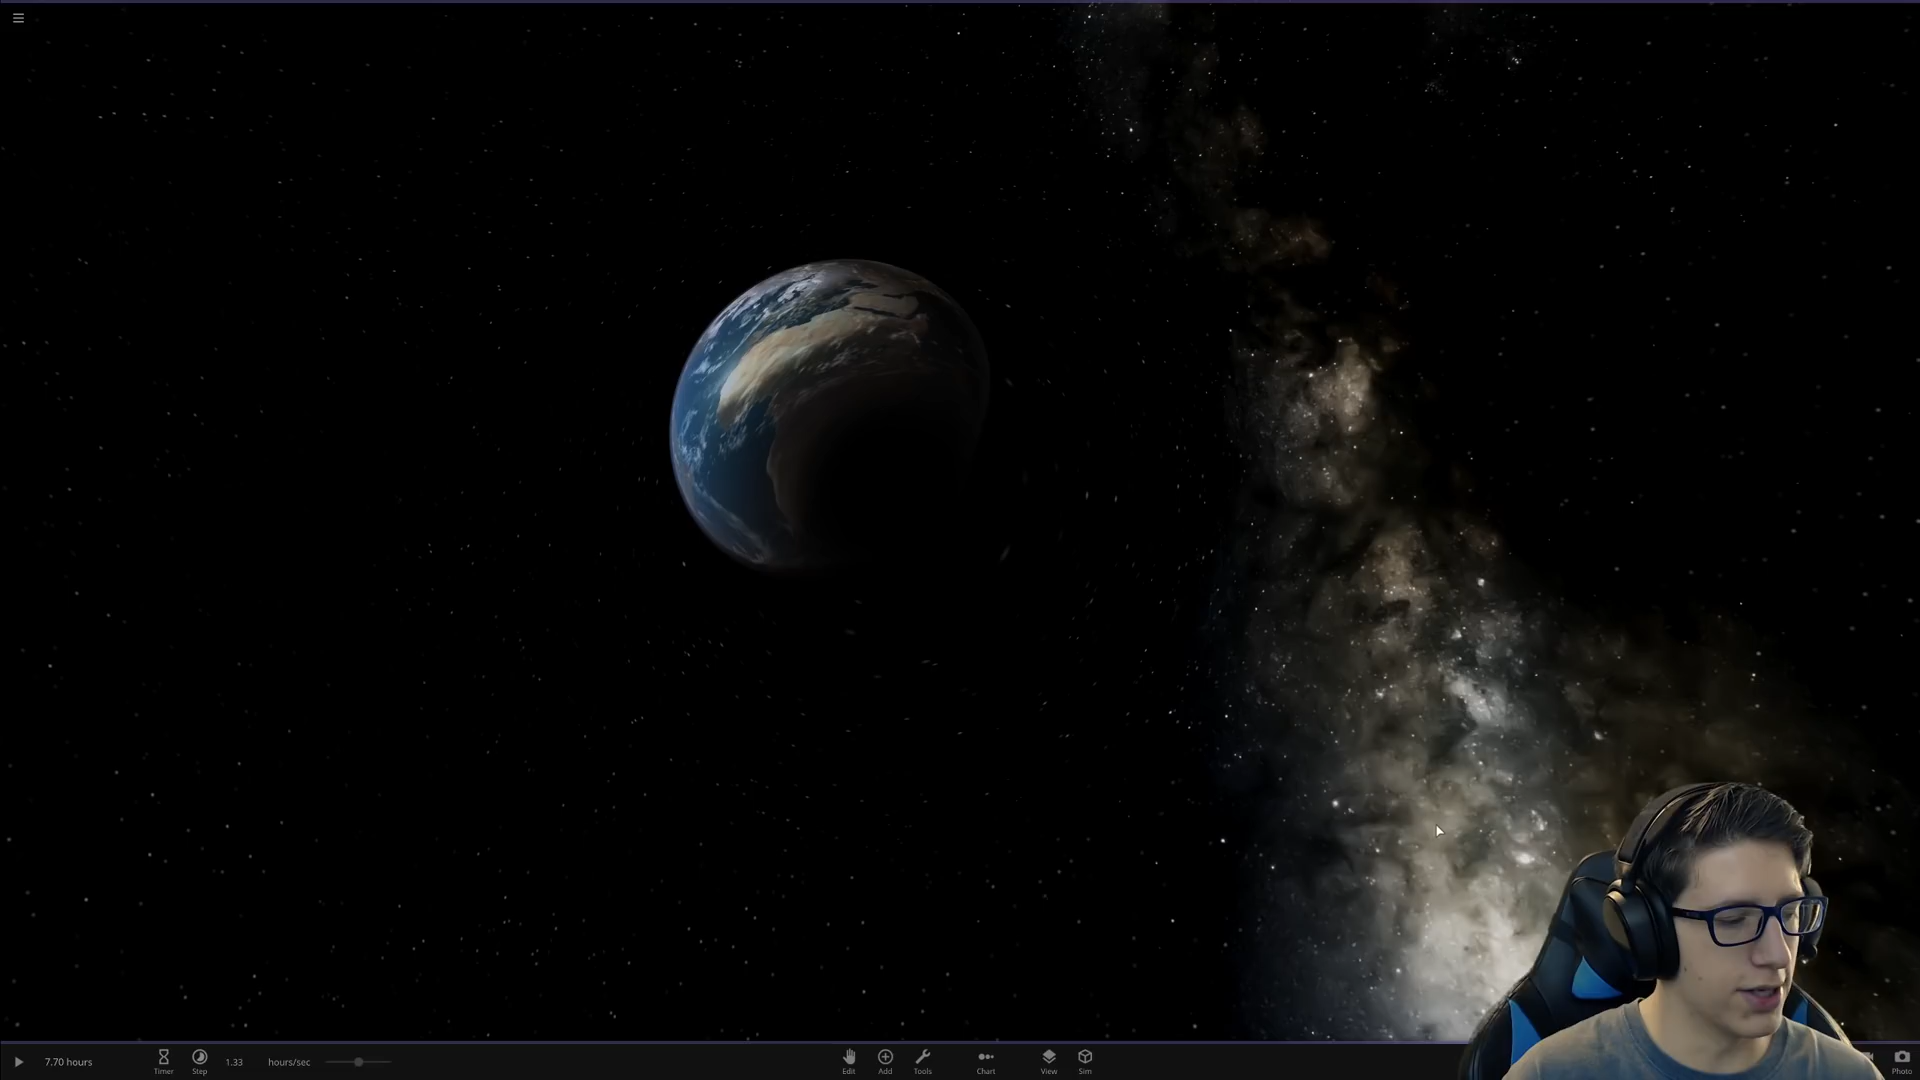 7.70 hours
Timer
Step
1.33
hours/sec
Edit
Add
Tools
Chart
View
Sim
Photo